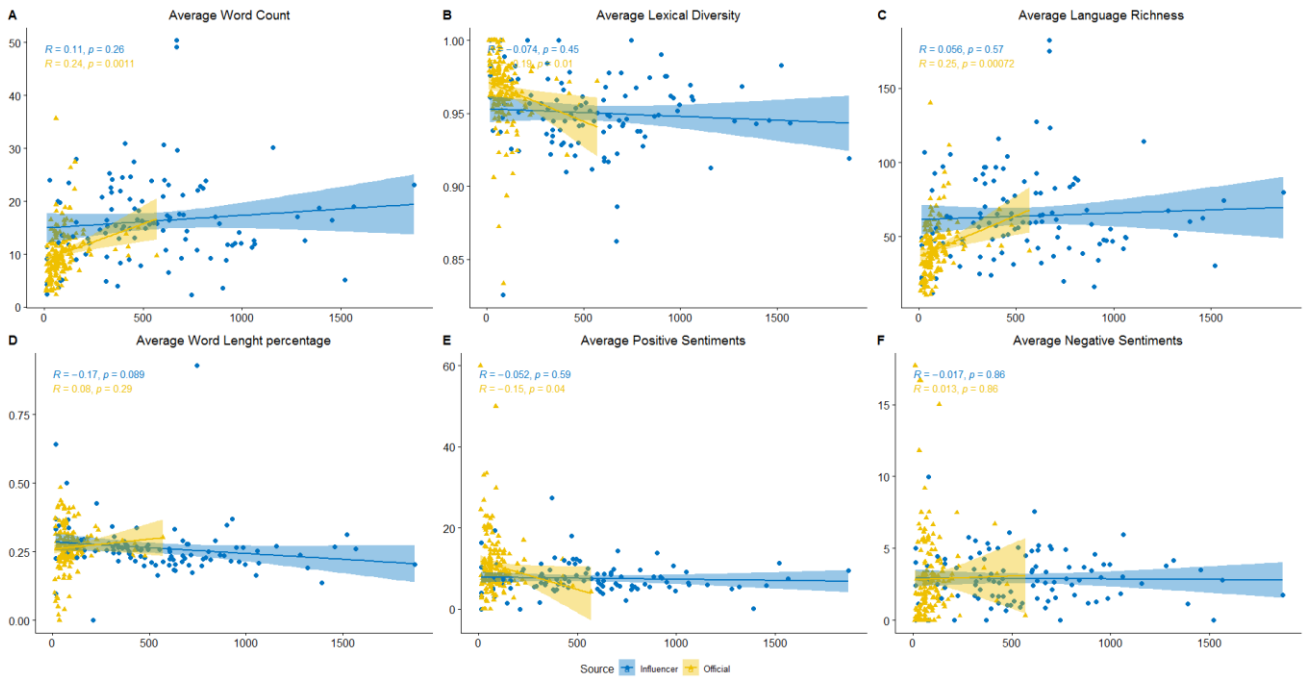 A Average Word Count
R = 0.11, p = 0.26
R = 0.24, p = 0.0011
50
40
30
20
10
0
0 500 1000 1500
B Average Lexical Diversity
R = −0.074, p = 0.45
0.19, p = 0.01
1.00
0.95
0.90
0.85
0 500 1000 1500
C Average Language Richness
R = 0.056, p = 0.57
R = 0.25, p = 0.00072
150
100
50
0 500 1000 1500
D Average Word Lenght percentage
R = −0.17, p = 0.089
R = 0.08, p = 0.29
0.75
0.50
0.25
0.00
0 500 1000 1500
E Average Positive Sentiments
R = −0.052, p = 0.59
R = −0.15, p = 0.04
60
40
20
0
0 500 1000 1500
F Average Negative Sentiments
R = −0.017, p = 0.86
R = 0.013, p = 0.86
15
10
5
0
0 500 1000 1500
Source Influencer Official